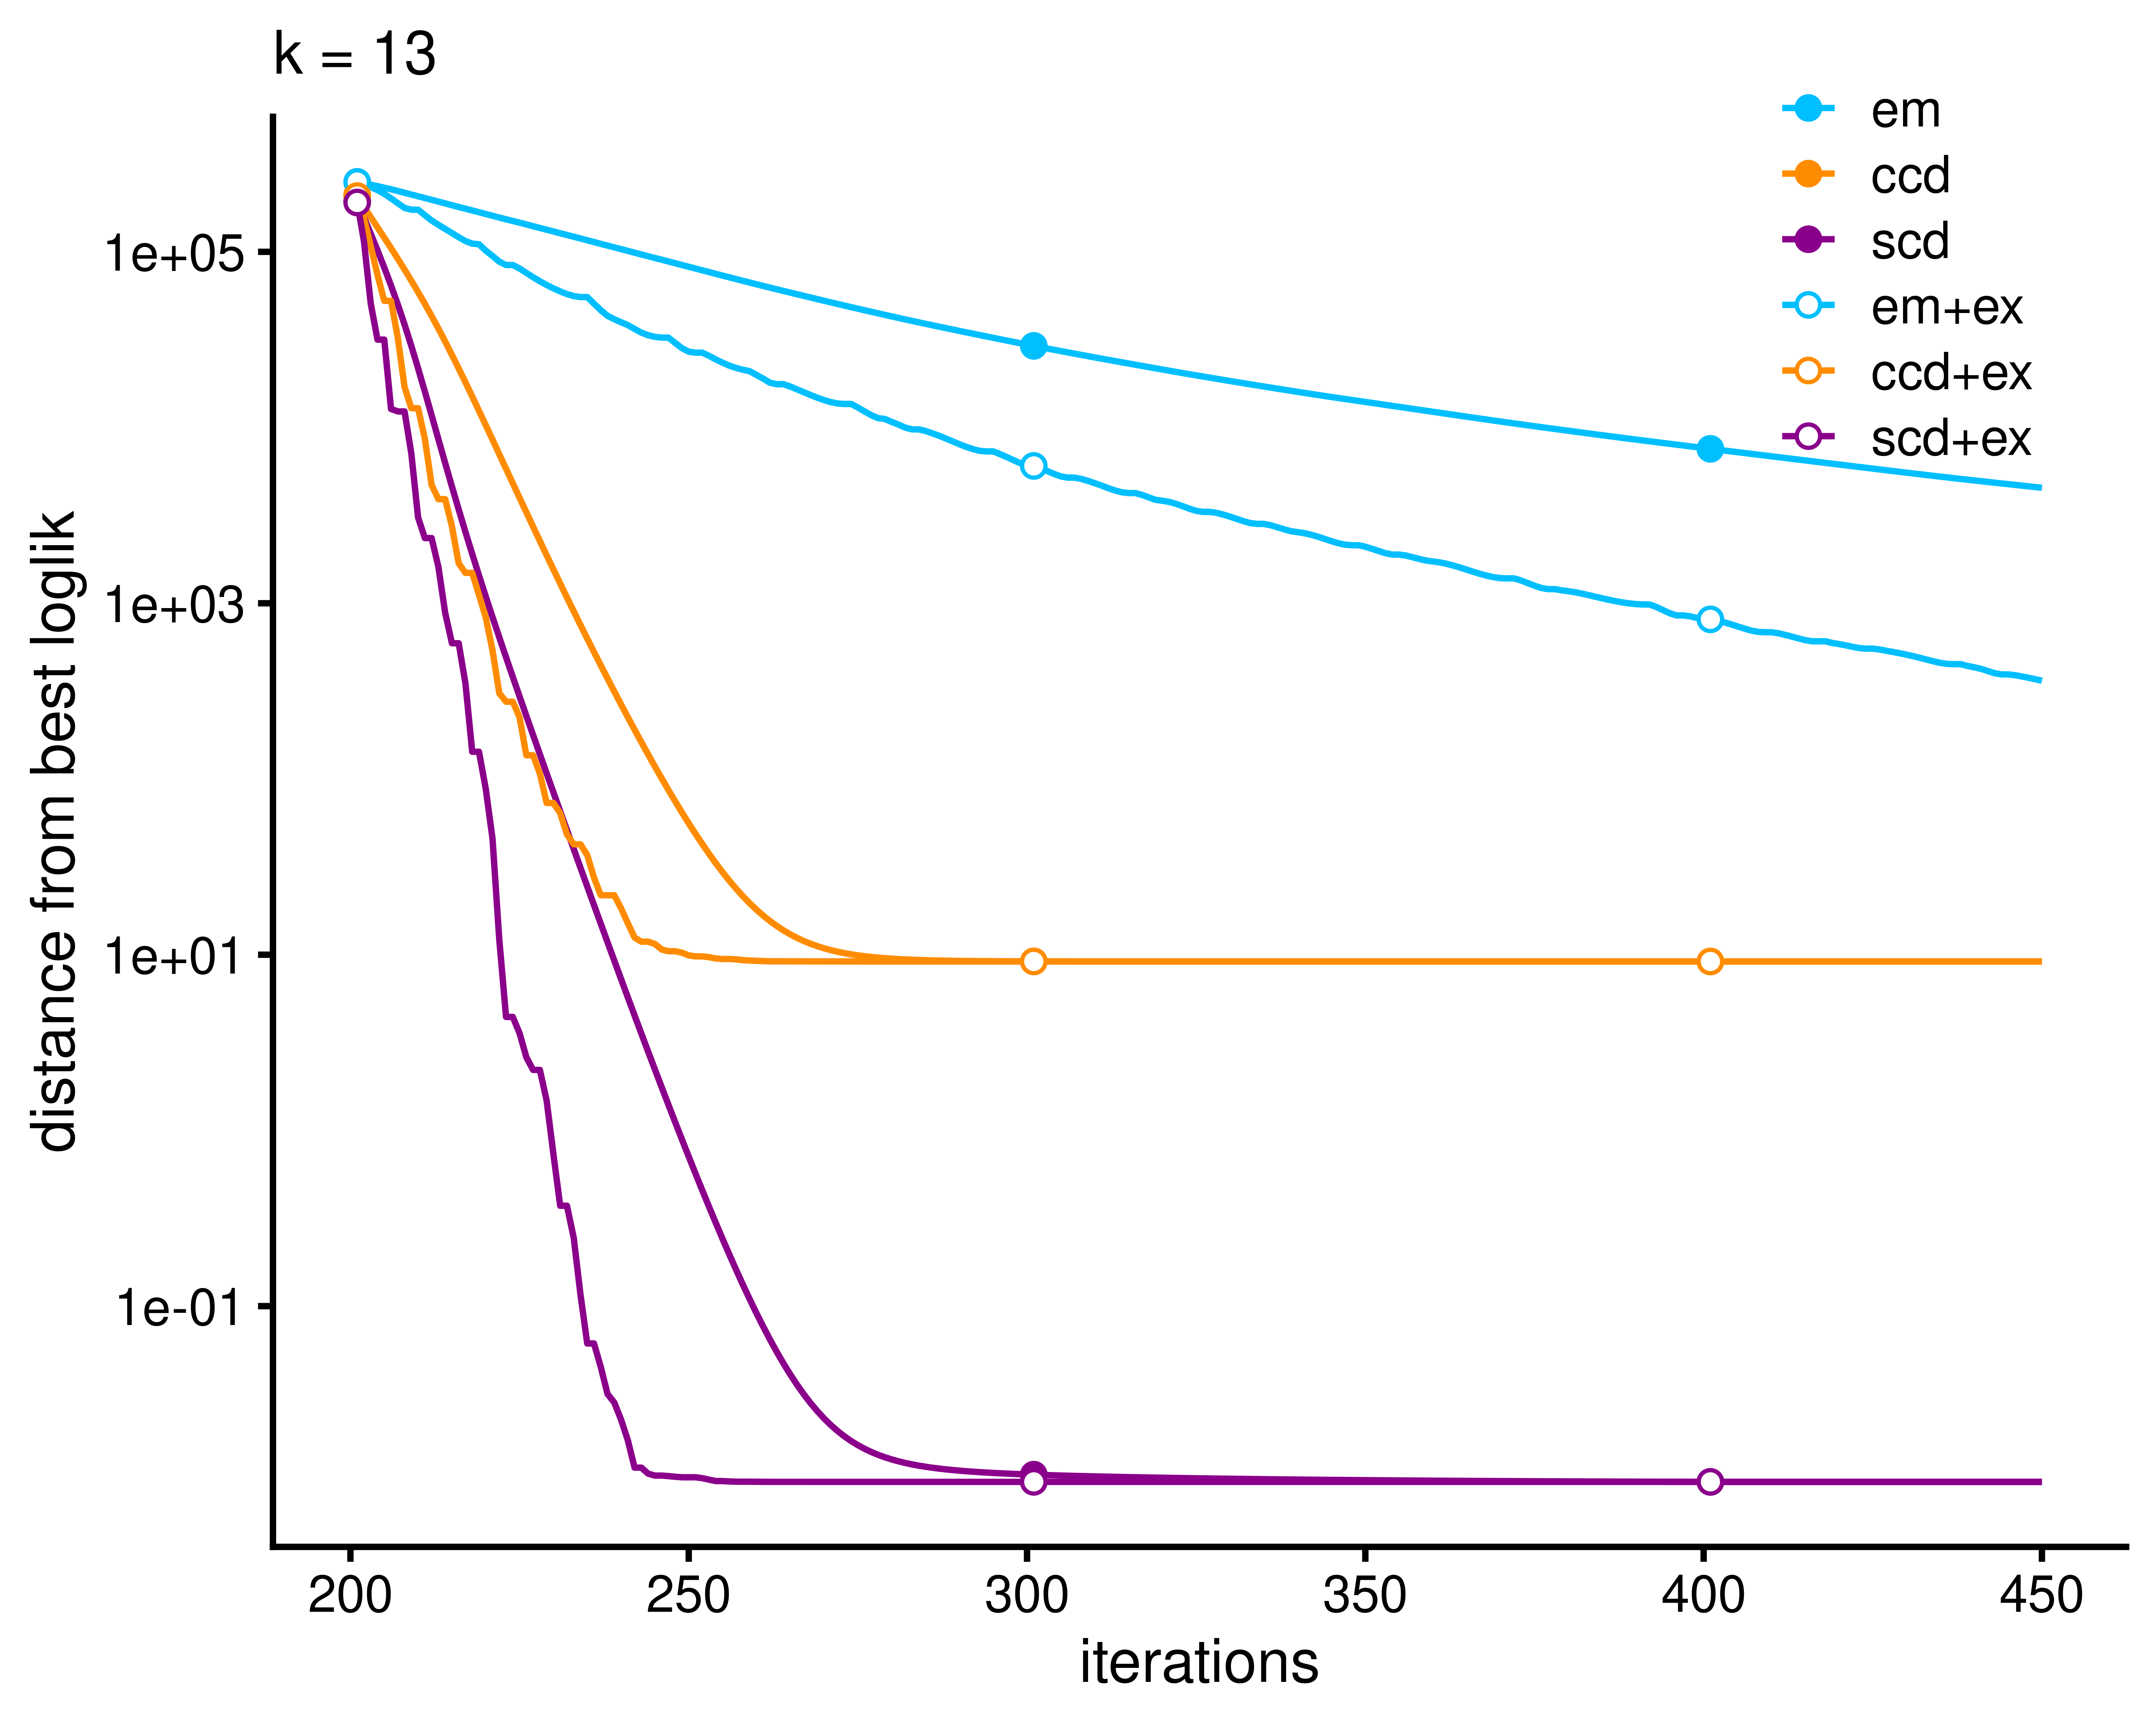 k = 13
em
ccd
scd
em+ex
ccd+ex
scd+ex
distance from best loglik
1e+05
1e+03
1e+01
1e-01
200 250 300 350 400 450
iterations